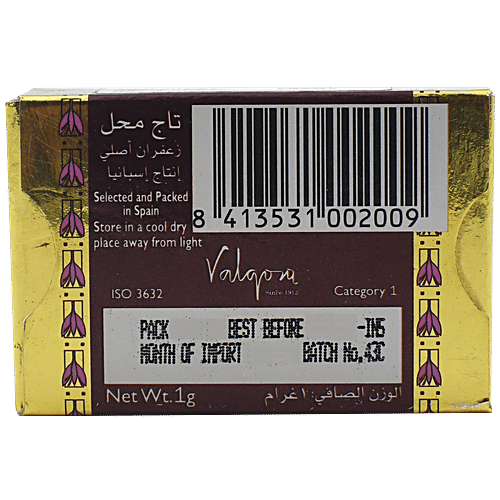 تاج محل
زعفران أصلي
إنتاج إسبانيا
Selected and Packed
in Spain
Store in a cool dry
place away from light
8 413531 002009
Valgosa
Since 1912
ISO 3632
Category 1
PACK BEST BEFORE -INS
MONTH OF IMPORT BATCH No.43C
Net Wt.1g
الوزن الصافي: ١ غرام